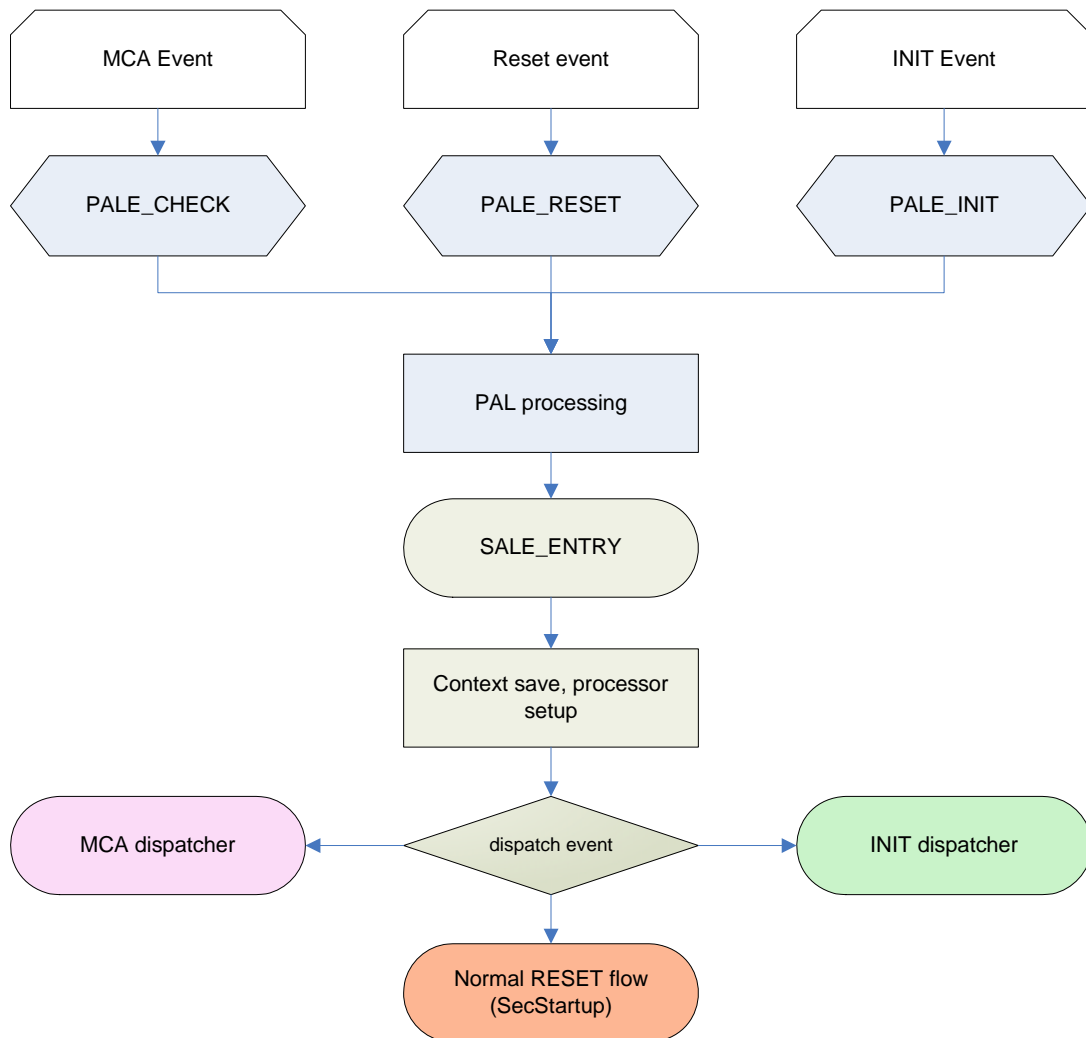 MCA Event
Reset event
INIT Event
PALE_CHECK
PALE_RESET
PALE_INIT
PAL processing
SALE_ENTRY
Context save, processor
setup
MCA dispatcher
dispatch event
INIT dispatcher
Normal RESET flow
(SecStartup)